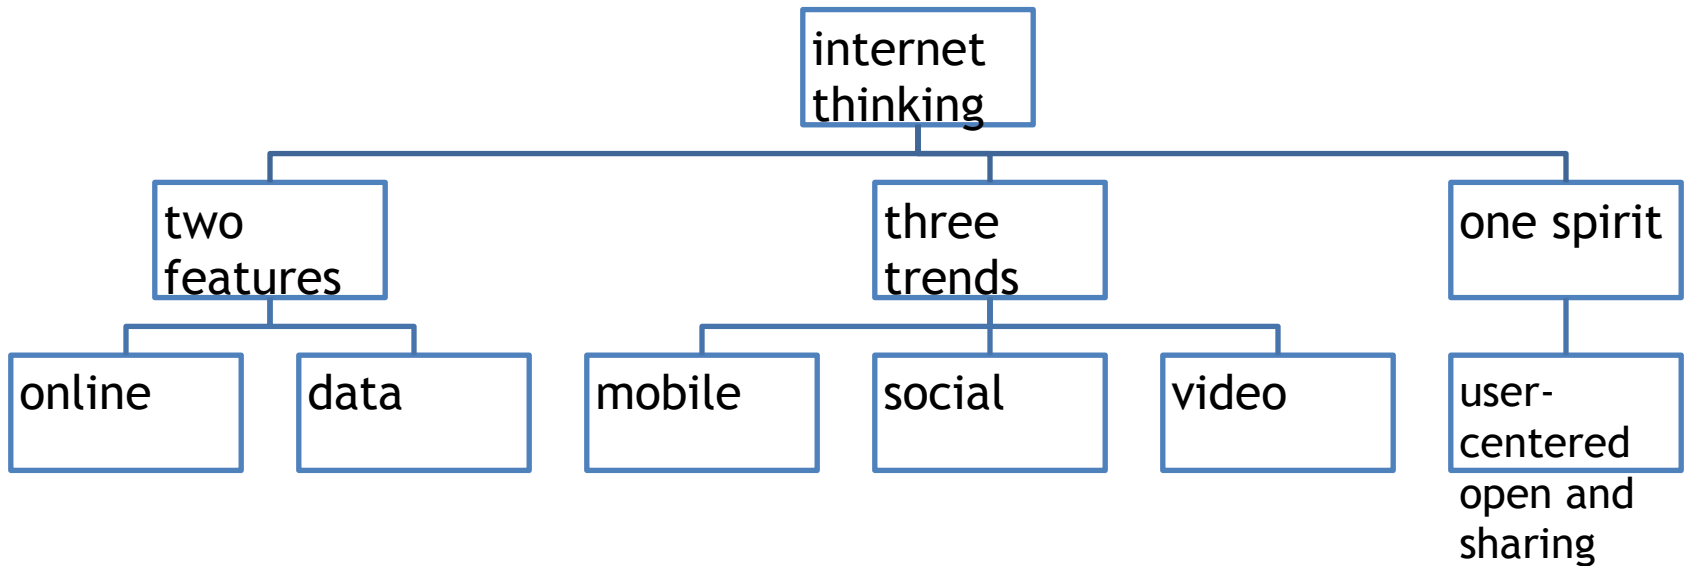 internet
thinking
two
features
three
trends
one spirit
online
data
mobile
social
video
user-
centered
open and
sharing